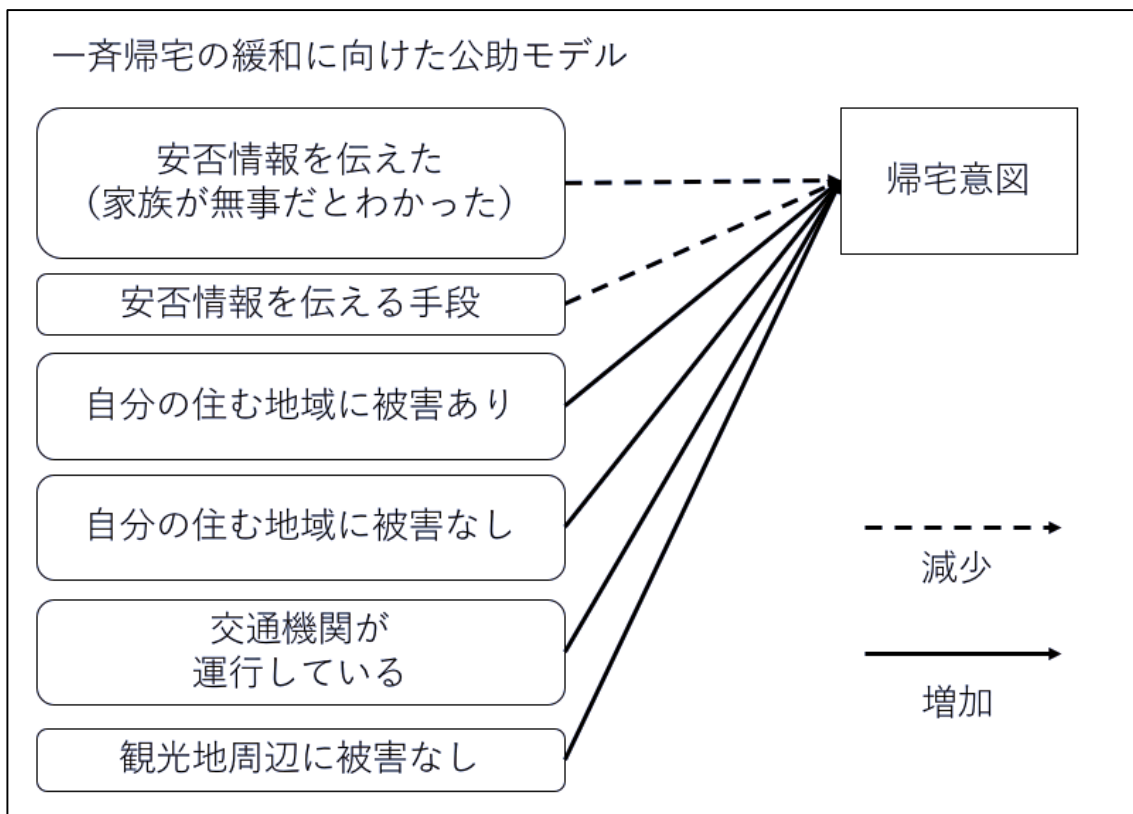 一斉帰宅の緩和に向けた公助モデル
安否情報を伝えた
（家族が無事だとわかった）
帰宅意図
安否情報を伝える手段
自分の住む地域に被害あり
自分の住む地域に被害なし
減少
交通機関が
運行している
増加
観光地周辺に被害なし